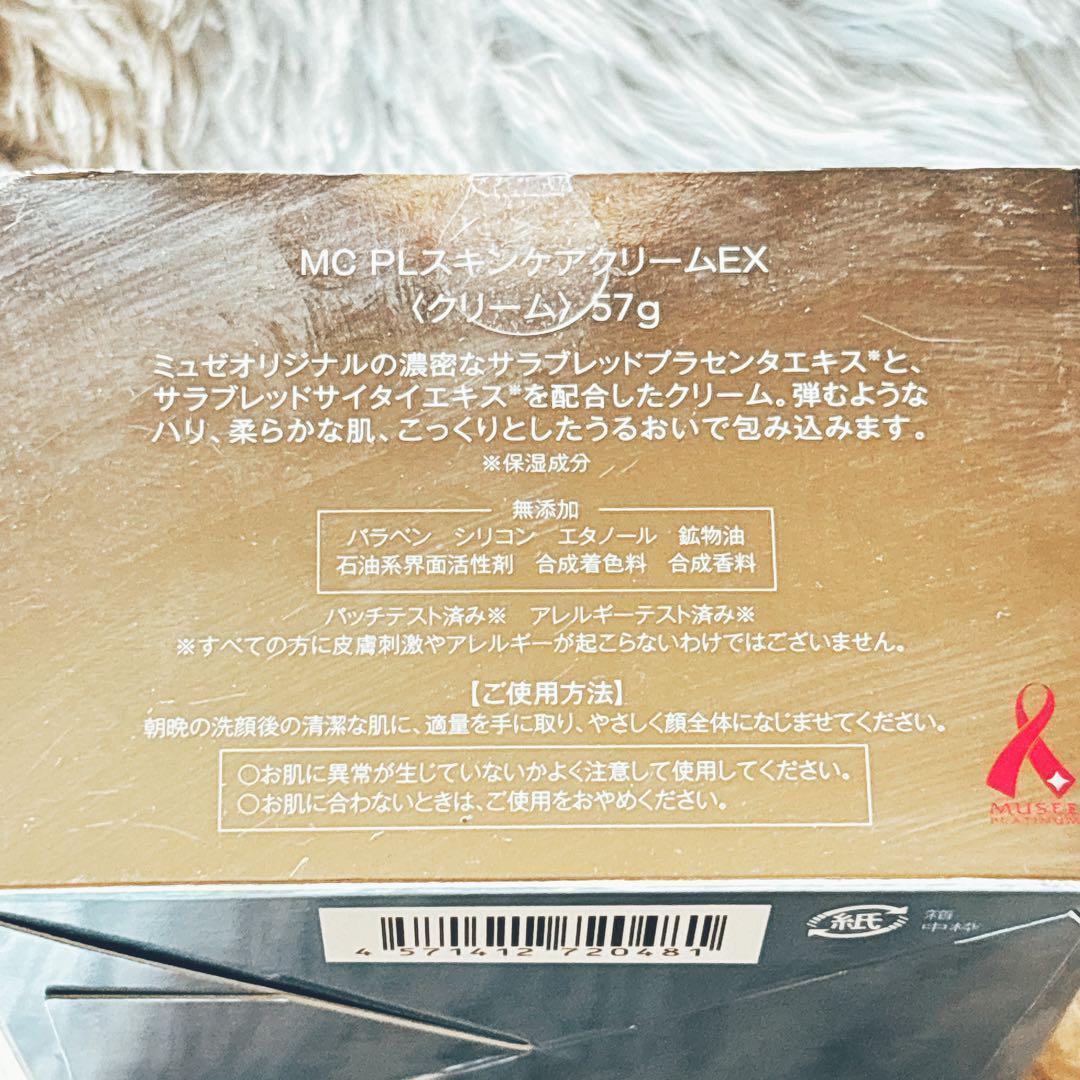 MC PLスキンケアクリームEX
〈クリーム〉57g
ミュゼオリジナルの濃密なサラブレッドプラセンタエキス※と、
サラブレッドサイタイエキス※を配合したクリーム。弾むような
ハリ、柔らかな肌、こっくりとしたうるおいで包み込みます。
※保湿成分
無添加
パラベン シリコン エタノール 鉱物油
石油系界面活性剤 合成着色料 合成香料
パッチテスト済み※ アレルギーテスト済み※
※すべての方に皮膚刺激やアレルギーが起こらないわけではございません。
【ご使用方法】
朝晩の洗顔後の清潔な肌に、適量を手に取り、やさしく顔全体になじませてください。
○お肌に異常が生じていないかよく注意して使用してください。
○お肌に合わないときは、ご使用をおやめください。
MUSEE
PLATINUM
4 571412 720481
紙
箱
中枠